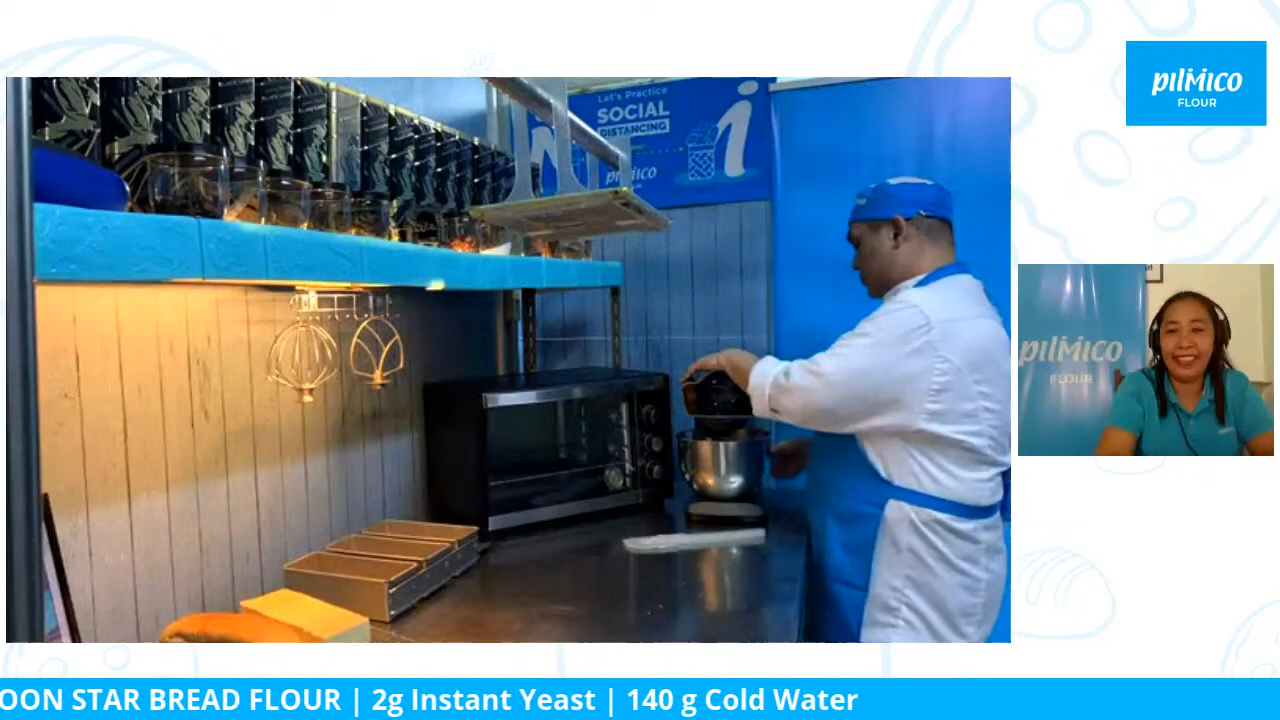 pilmico
FLOUR
Let's Practice
SOCIAL
DISTANCING
pilmico
pilmico
FLOUR
OON STAR BREAD FLOUR | 2g Instant Yeast | 140 g Cold Water